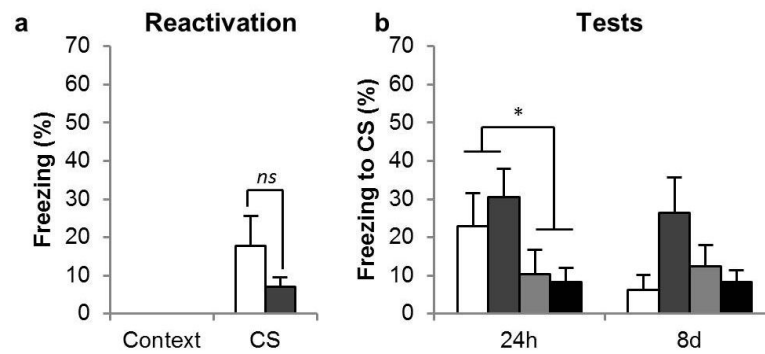 a Reactivation
Freezing (%)
70
60
50
40
30
20
10
0
ns
Context CS
b Tests
Freezing to CS (%)
70
60
50
40
30
20
10
0
*
24h 8d